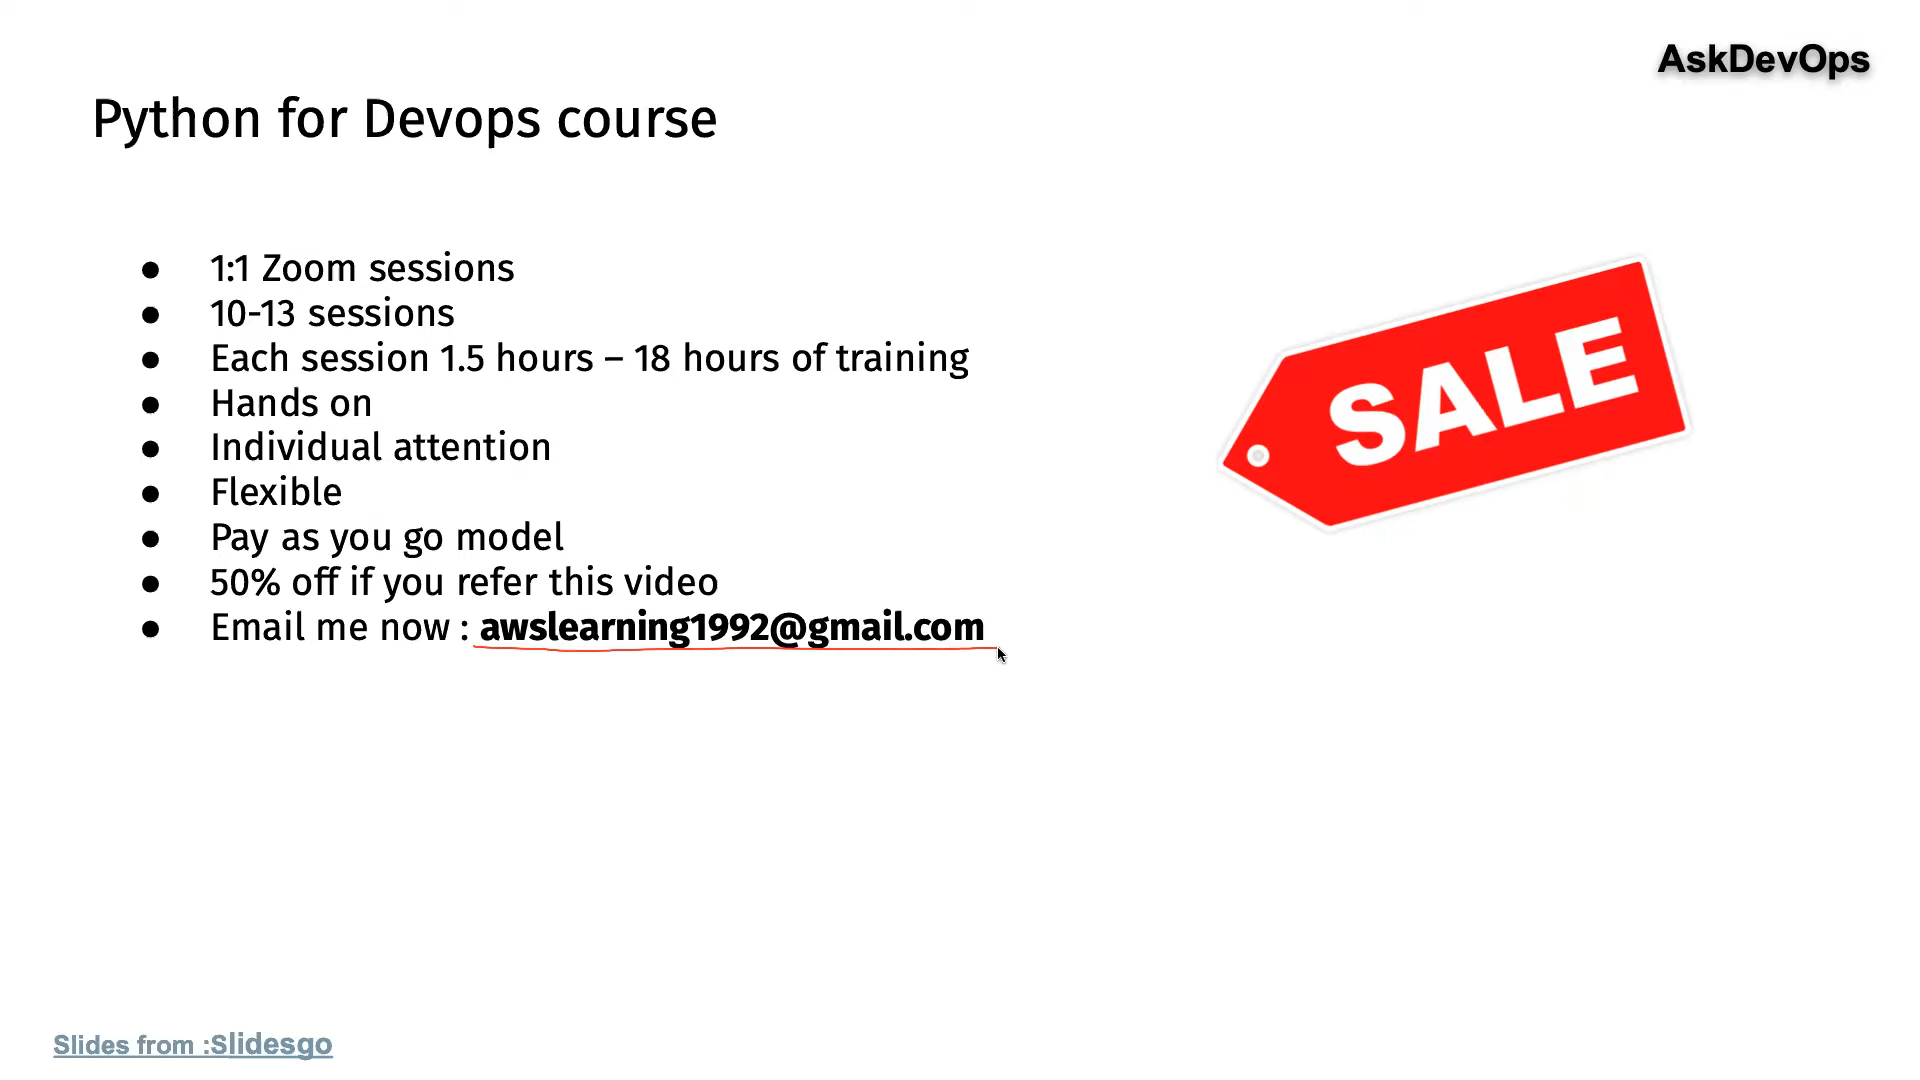 AskDevOps
Python for Devops course
● 1:1 Zoom sessions
● 10-13 sessions
● Each session 1.5 hours – 18 hours of training
● Hands on
● Individual attention
● Flexible
● Pay as you go model
● 50% off if you refer this video
● Email me now : awslearning1992@gmail.com
SALE
Slides from :Slidesgo